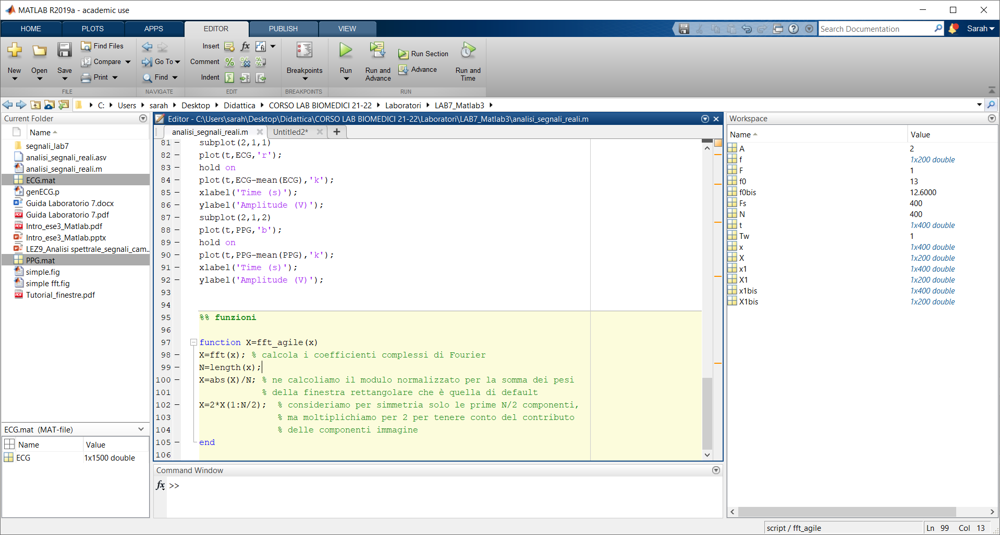 MATLAB R2019a - academic use
HOME PLOTS APPS EDITOR PUBLISH VIEW
Search Documentation
Sarah
New
Open
Save
Find Files
Compare
Print
FILE
Go To
Find
NAVIGATE
Insert
Comment
Indent
EDIT
Breakpoints
BREAKPOINTS
Run
Run and Advance
Run Section
Advance
Run and Time
RUN
C: Users sarah Desktop Didattica CORSO LAB BIOMEDICI 21-22 Laboratori LAB7_Matlab3
Current Folder
Name
segnali_lab7
analisi_segnali_reali.asv
analisi_segnali_reali.m
ECG.mat
genECG.p
Guida Laboratorio 7.docx
Guida Laboratorio 7.pdf
Intro_ese3_Matlab.pdf
Intro_ese3_Matlab.pptx
LEZ9_Analisi spettrale_segnali_cam...
PPG.mat
simple.fig
simple fft.fig
Tutorial_finestre.pdf
ECG.mat (MAT-file)
Name Value
ECG 1x1500 double
Editor - C:\Users\sarah\Desktop\Didattica\CORSO LAB BIOMEDICI 21-22\Laboratori\LAB7_Matlab3\analisi_segnali_reali.m
analisi_segnali_reali.m Untitled2*
81 subplot(2,1,1)
82 plot(t,ECG,'r');
83 hold on
84 plot(t,ECG-mean(ECG),'k');
85 xlabel('Time (s)');
86 ylabel('Amplitude (V)');
87 subplot(2,1,2)
88 plot(t,PPG,'b');
89 hold on
90 plot(t,PPG-mean(PPG),'k');
91 xlabel('Time (s)');
92 ylabel('Amplitude (V)');
93
94
95 %% funzioni
96
97 function X=fft_agile(x)
98 X=fft(x); % calcola i coefficienti complessi di Fourier
99 N=length(x);
100 X=abs(X)/N; % ne calcoliamo il modulo normalizzato per la somma dei pesi
101 % della finestra rettangolare che è quella di default
102 X=2*X(1:N/2); % consideriamo per simmetria solo le prime N/2 componenti,
103 % ma moltiplichiamo per 2 per tenere conto del contributo
104 % delle componenti immagine
105 end
106
Command Window
fx >>
Workspace
Name Value
A 2
f 1x200 double
F 1
f0 13
f0bis 12.6000
Fs 400
N 400
t 1x400 double
Tw 1
x 1x400 double
X 1x200 double
x1 1x400 double
X1 1x200 double
x1bis 1x400 double
X1bis 1x200 double
script / fft_agile
Ln 99 Col 13